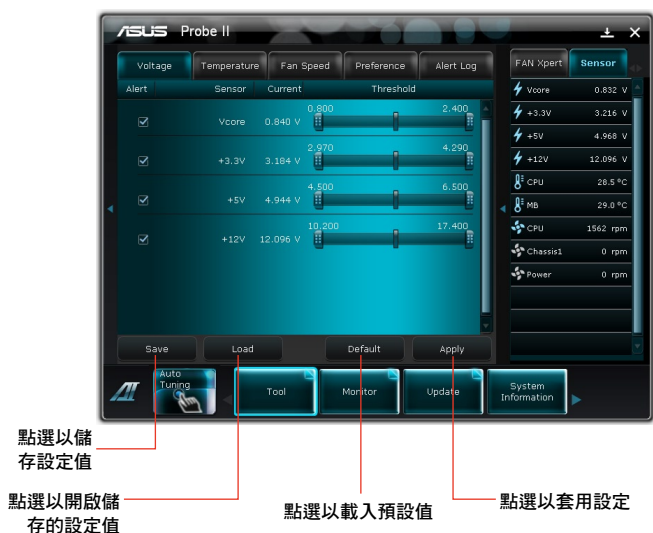 ASUS Probe II
Voltage Temperature Fan Speed Preference Alert Log
Alert Sensor Current Threshold
0.800 2.400
Vcore 0.840 V
2.970 4.290
+3.3V 3.184 V
4.500 6.500
+5V 4.944 V
10.200 17.400
+12V 12.096 V
Save Load Default Apply
FAN Xpert Sensor
Vcore 0.832 V
+3.3V 3.216 V
+5V 4.968 V
+12V 12.096 V
CPU 28.5 °C
MB 29.0 °C
CPU 1562 rpm
Chassis1 0 rpm
Power 0 rpm
AI
Auto
Tuning
Tool Monitor Update System
Information
點選以儲
存設定值
點選以開啟儲
存的設定值
點選以載入預設值
點選以套用設定